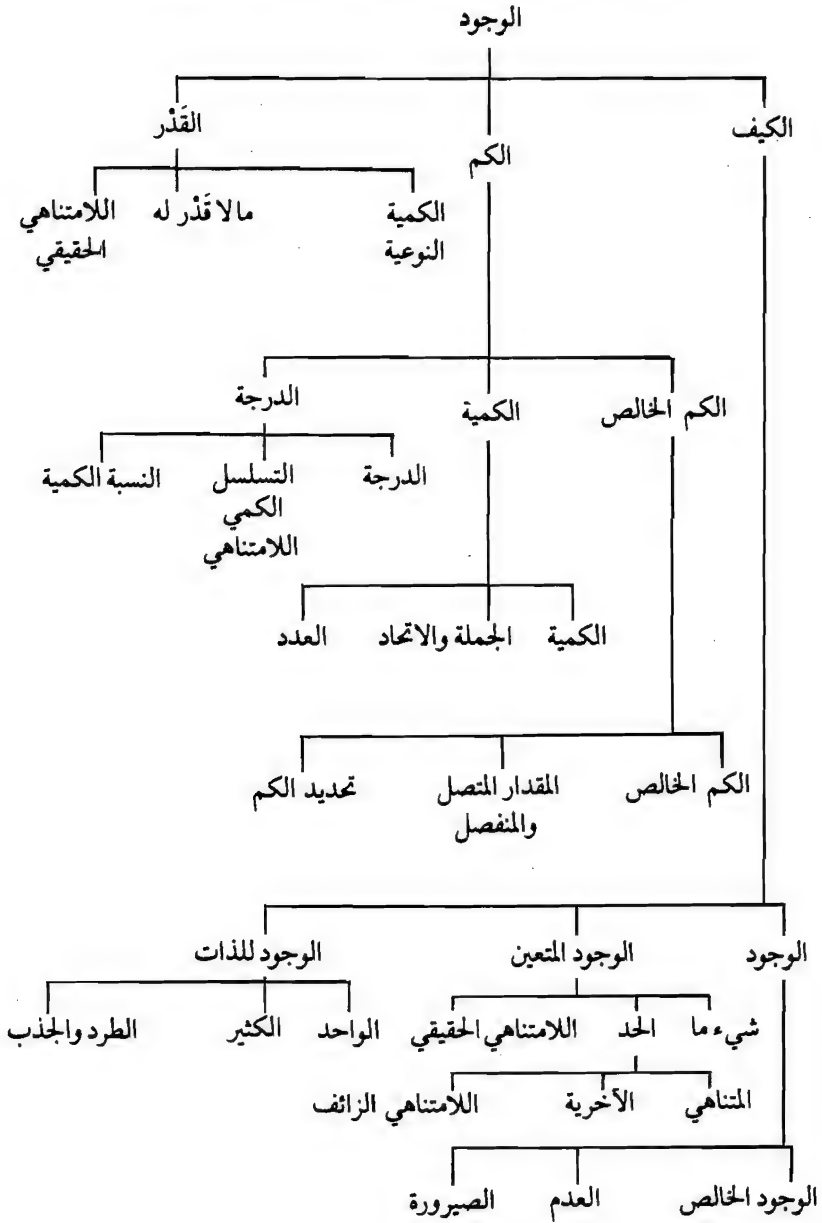 الوجود
الكيف
الكم
القَدْر
الكمية
النوعية
مالا قَدْر له
اللامتناهي
الحقيقي
الكم الخالص
الكمية
الدرجة
الدرجة
التسلسل
الكمي
اللامتناهي
النسبة الكمية
الكمية
الجملة والاتحاد
العدد
الكم الخالص
المقدار المتصل
والمنفصل
تحديد الكم
الوجود
الوجود المتعين
الوجود للذات
شيء ما
الحد
اللامتناهي الحقيقي
الواحد
الكثير
الطرد والجذب
المتناهي
الآخرية
اللامتناهي الزائف
الوجود الخالص
العدم
الصيرورة